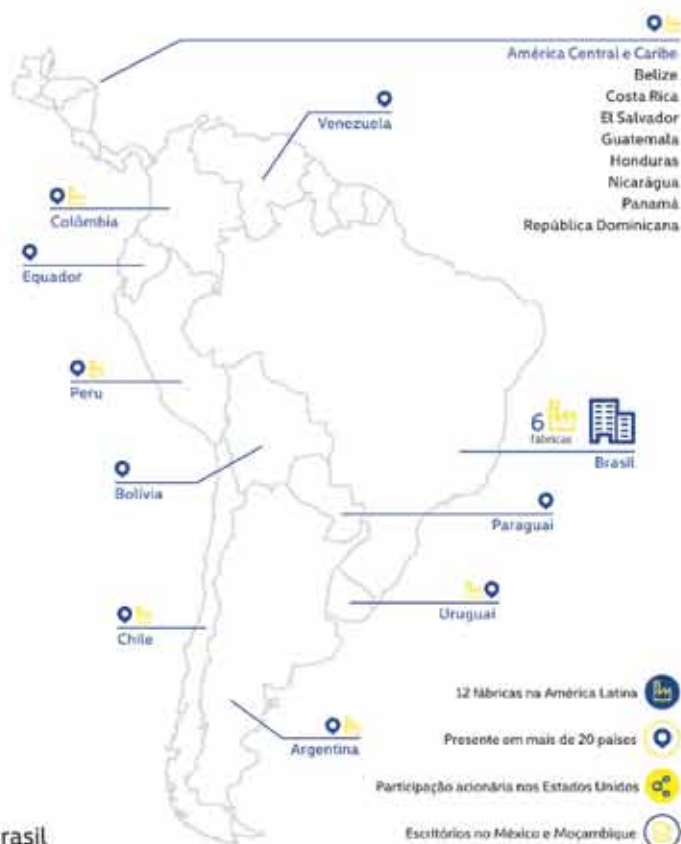 América Central e Caribe
Belize
Costa Rica
El Salvador
Guatemala
Honduras
Nicarágua
Panamá
República Dominicana
Venezuela
Colômbia
Equador
Peru
6
fábricas
Brasil
Bolívia
Paraguai
Uruguai
Chile
Argentina
12 fábricas na América Latina
Presente em mais de 20 países
Participação acionária nos Estados Unidos
Escritórios no México e Moçambique
rasil